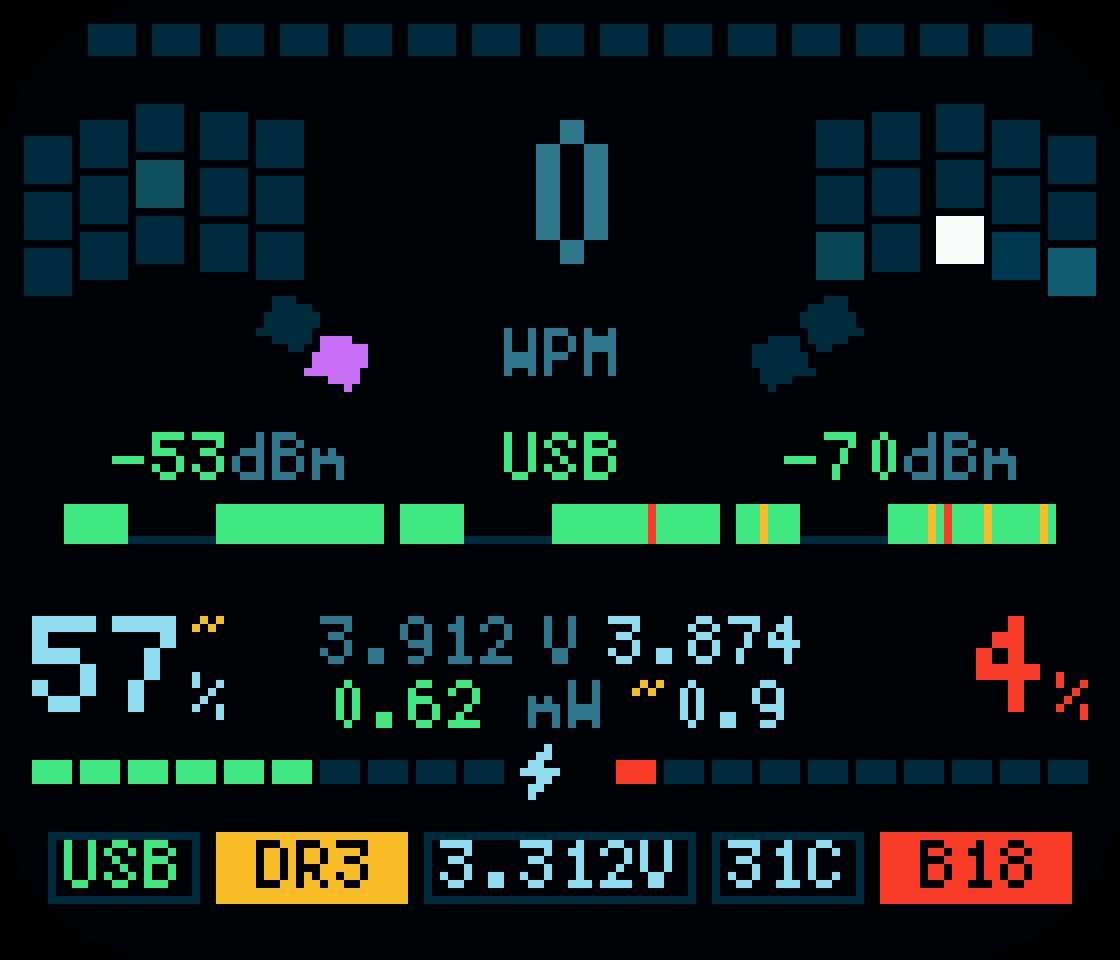 0
WPM
-53dBm USB -70dBm
57~% 3.912 V 3.874 4%
0.62 mW ~0.9
USB DR3 3.312V 31C B18